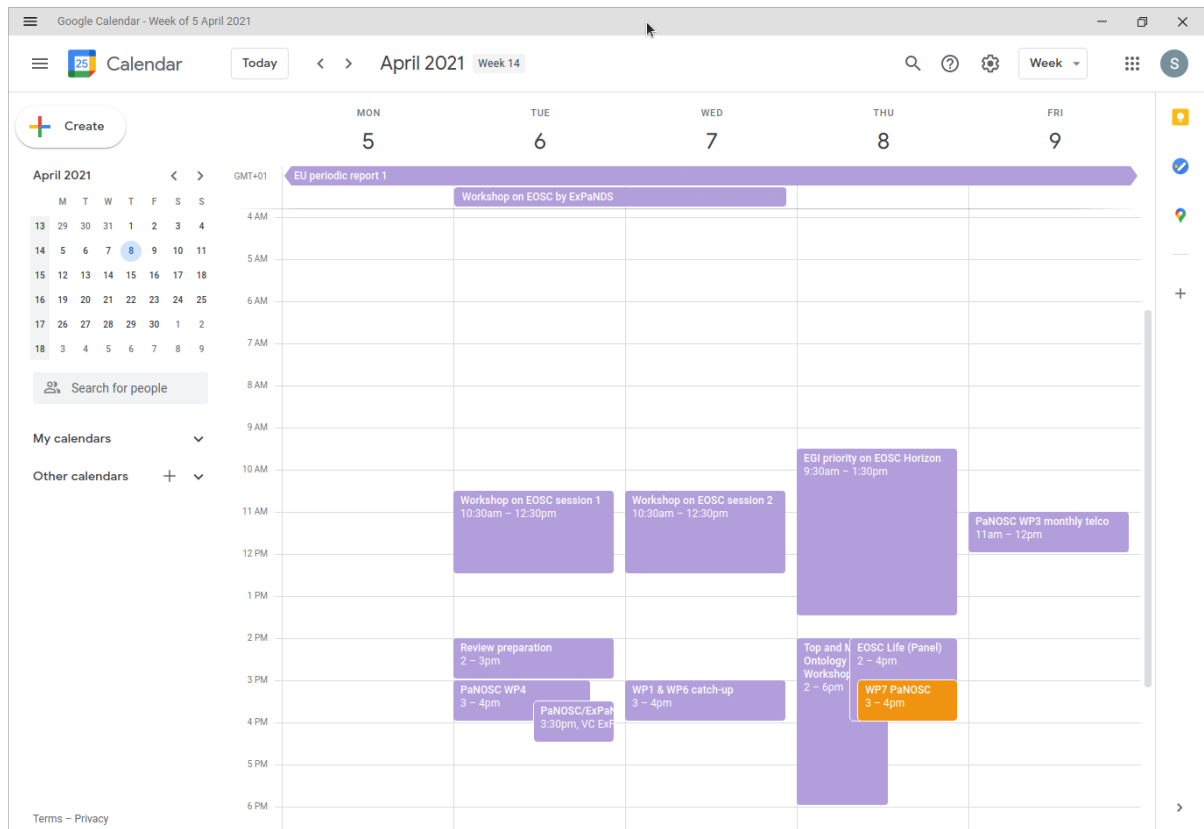 Google Calendar - Week of 5 April 2021
25 Calendar Today April 2021 Week 14 Week S
Create
April 2021
M T W T F S S
13 29 30 31 1 2 3 4
14 5 6 7 8 9 10 11
15 12 13 14 15 16 17 18
16 19 20 21 22 23 24 25
17 26 27 28 29 30 1 2
18 3 4 5 6 7 8 9
Search for people
My calendars
Other calendars
Terms – Privacy
MON TUE WED THU FRI
5 6 7 8 9
GMT+01
EU periodic report 1
Workshop on EOSC by ExPaNDS
4 AM
5 AM
6 AM
7 AM
8 AM
9 AM
10 AM
11 AM
12 PM
1 PM
2 PM
3 PM
4 PM
5 PM
6 PM
Workshop on EOSC session 1
10:30am – 12:30pm
Review preparation
2 – 3pm
PaNOSC WP4
3 – 4pm
PaNOSC/ExPaN
3:30pm, VC ExP
Workshop on EOSC session 2
10:30am – 12:30pm
WP1 & WP6 catch-up
3 – 4pm
EGI priority on EOSC Horizon
9:30am – 1:30pm
Top and M
Ontology
Workshop
2 – 6pm
EOSC Life (Panel)
2 – 4pm
WP7 PaNOSC
3 – 4pm
PaNOSC WP3 monthly telco
11am – 12pm